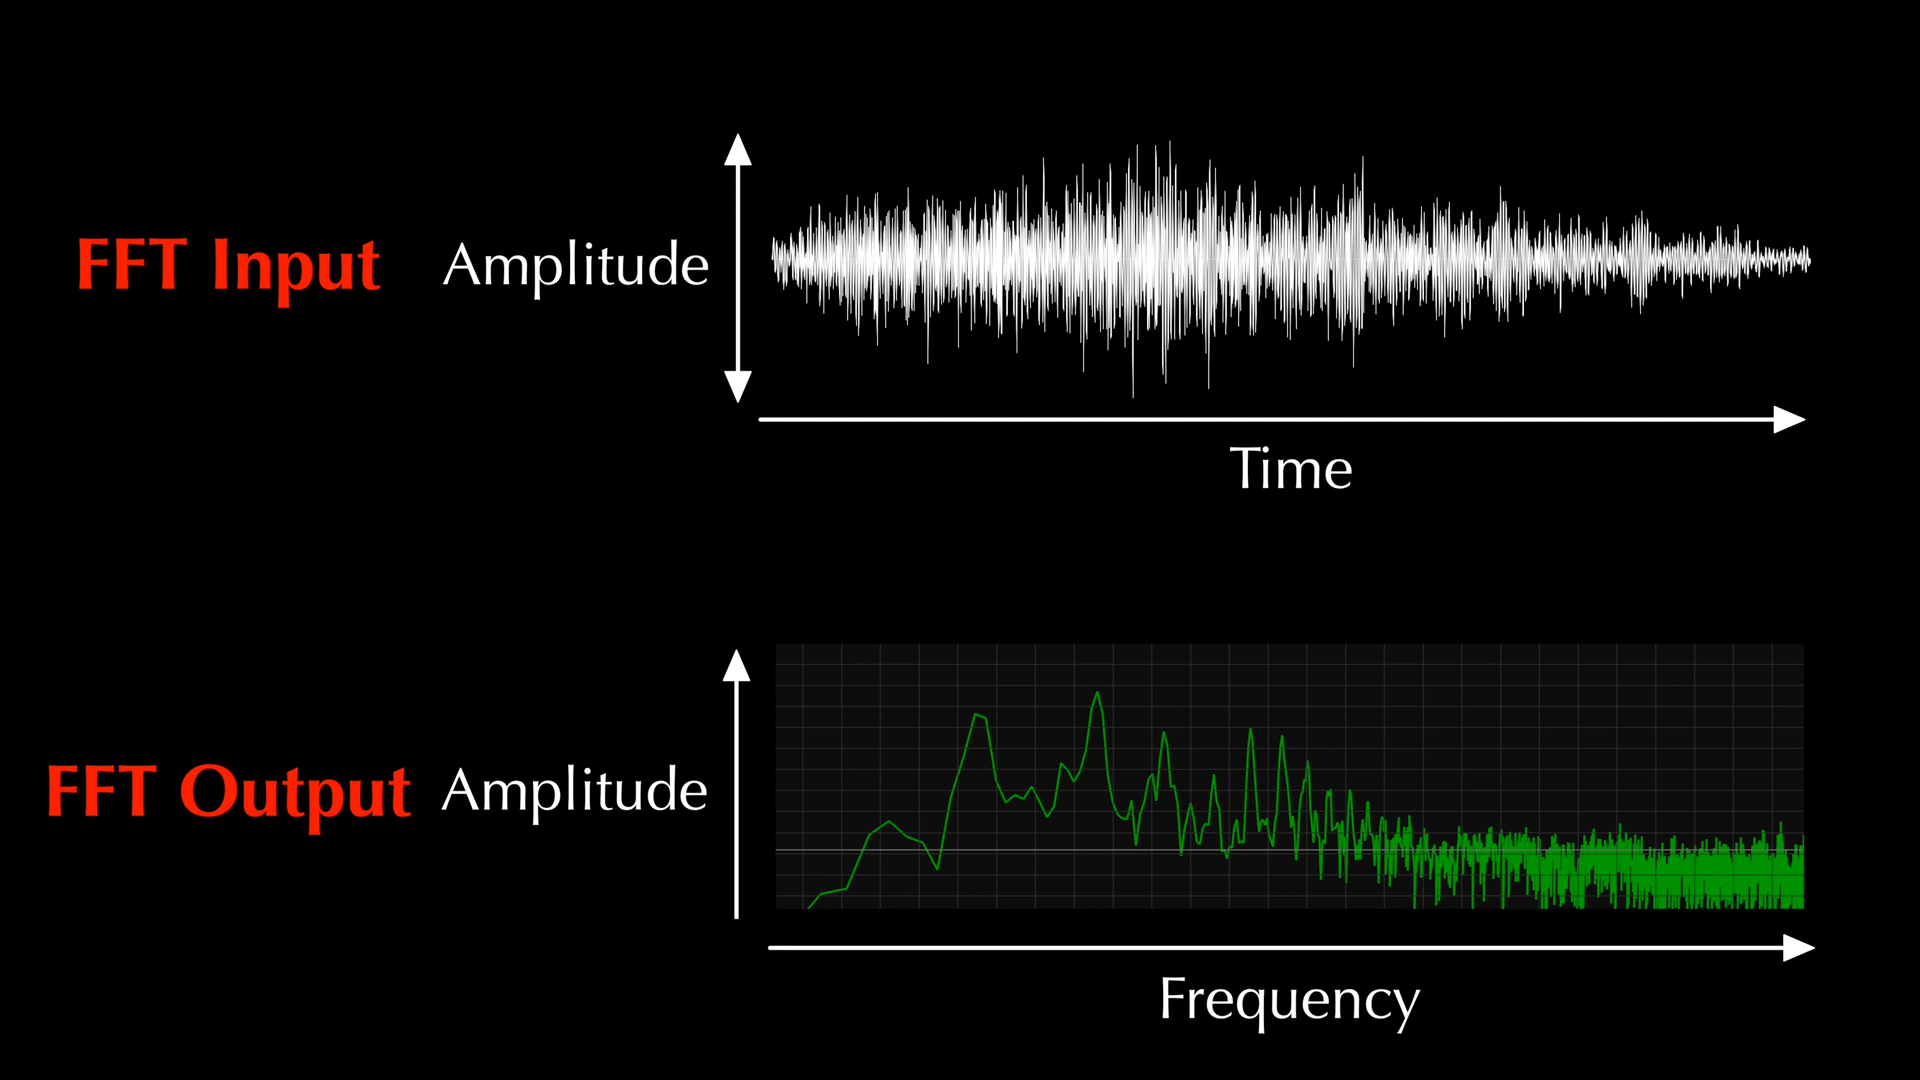 FFT Input
Amplitude
Time
FFT Output
Amplitude
Frequency